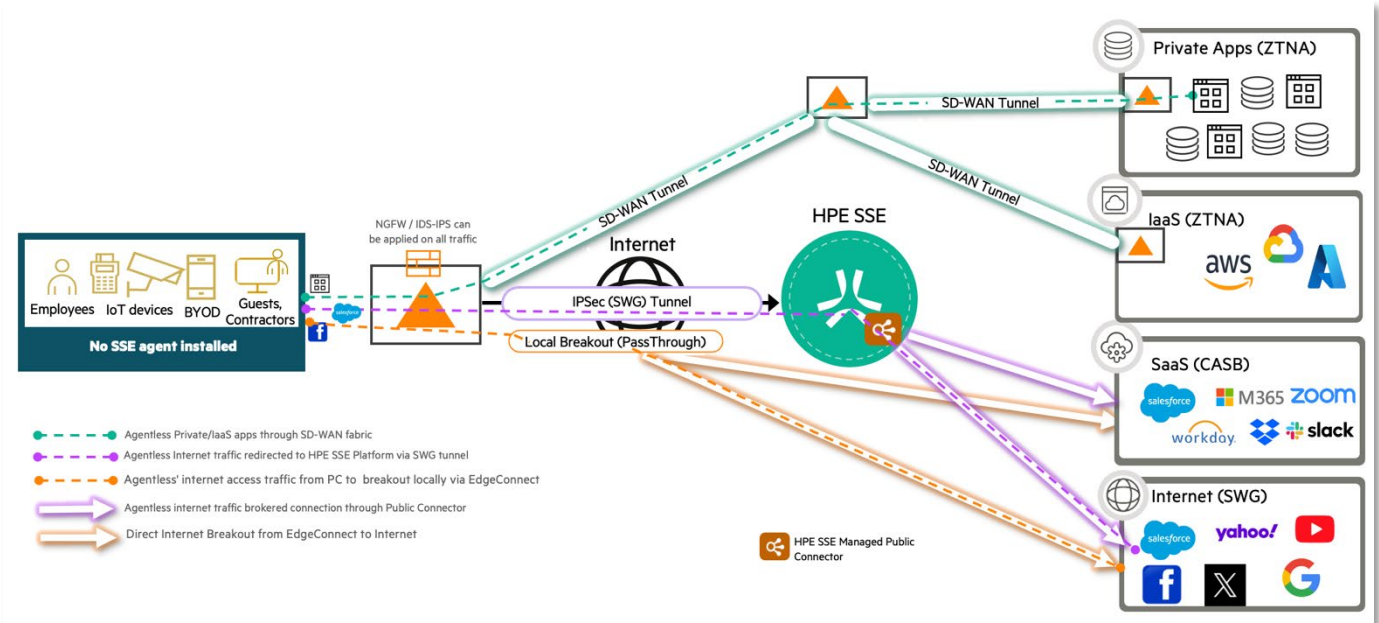 Private Apps (ZTNA)
SD-WAN Tunnel
SD-WAN Tunnel
SD-WAN Tunnel
IaaS (ZTNA)
aws
NGFW / IDS-IPS can
be applied on all traffic
Internet
HPE SSE
Employees
IoT devices
BYOD
Guests,
Contractors
No SSE agent installed
salesforce
IPSec (SWG) Tunnel
Local Breakout (PassThrough)
SaaS (CASB)
salesforce
M365
zoom
workday.
slack
Agentless Private/IaaS apps through SD-WAN fabric
Agentless Internet traffic redirected to HPE SSE Platform via SWG tunnel
Agentless' internet access traffic from PC to breakout locally via EdgeConnect
Agentless internet traffic brokered connection through Public Connector
Direct Internet Breakout from EdgeConnect to Internet
HPE SSE Managed Public
Connector
Internet (SWG)
salesforce
yahoo!